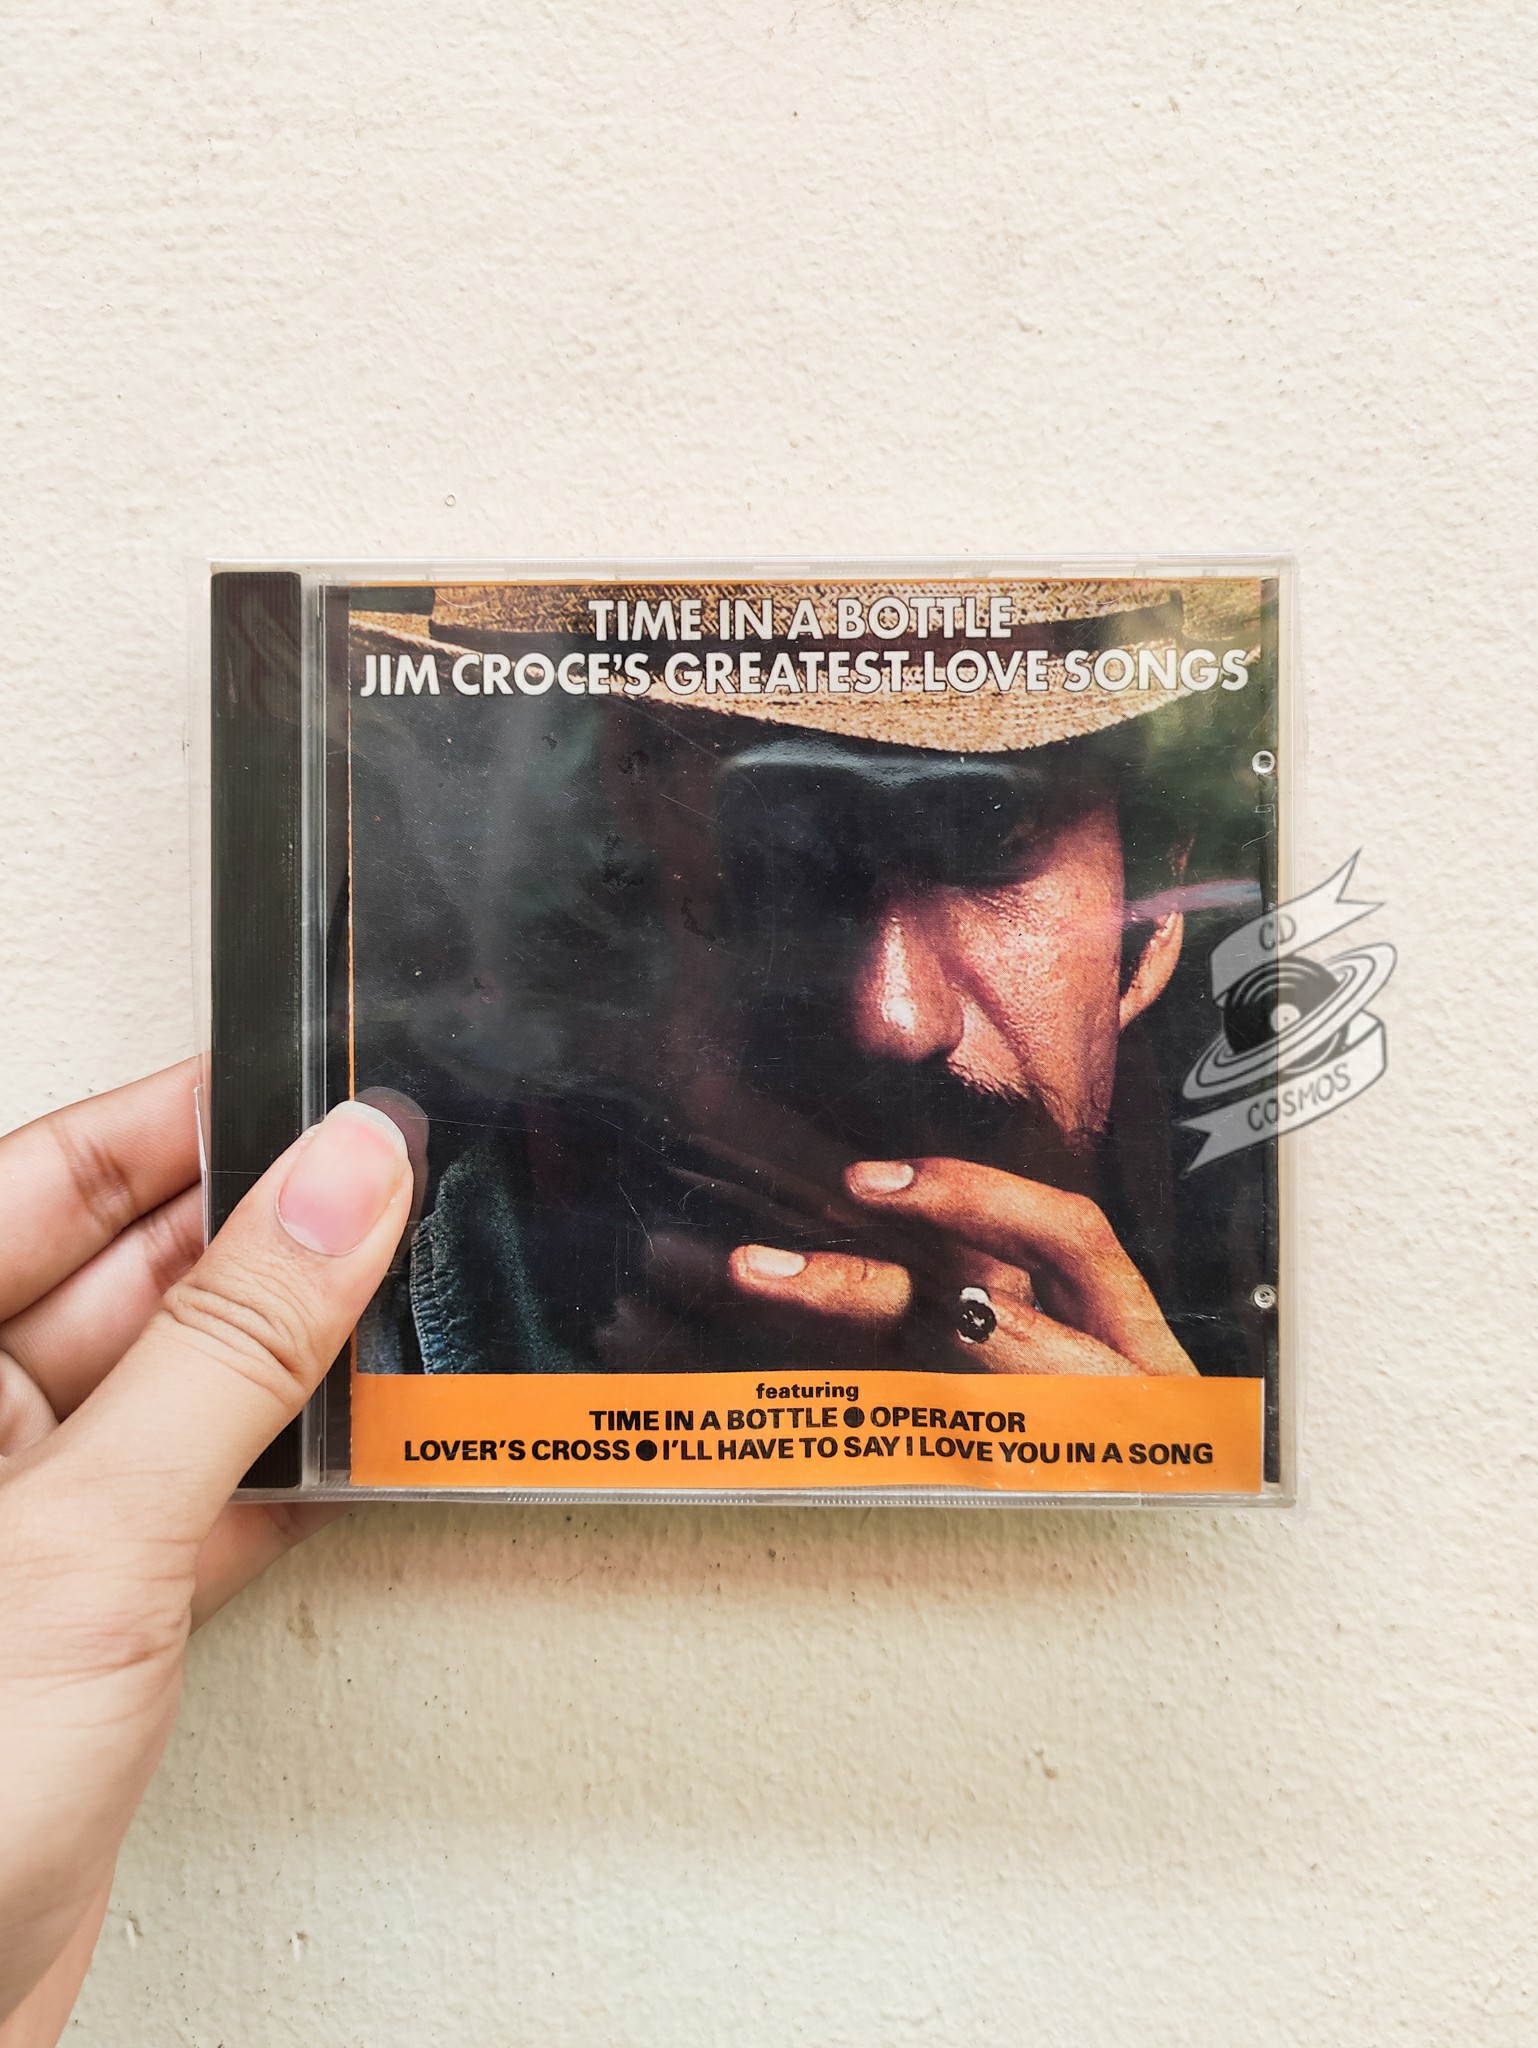 TIME IN A BOTTLE
JIM CROCE'S GREATEST LOVE SONGS
CD
COSMOS
featuring
TIME IN A BOTTLE ● OPERATOR
LOVER'S CROSS ● I'LL HAVE TO SAY I LOVE YOU IN A SONG